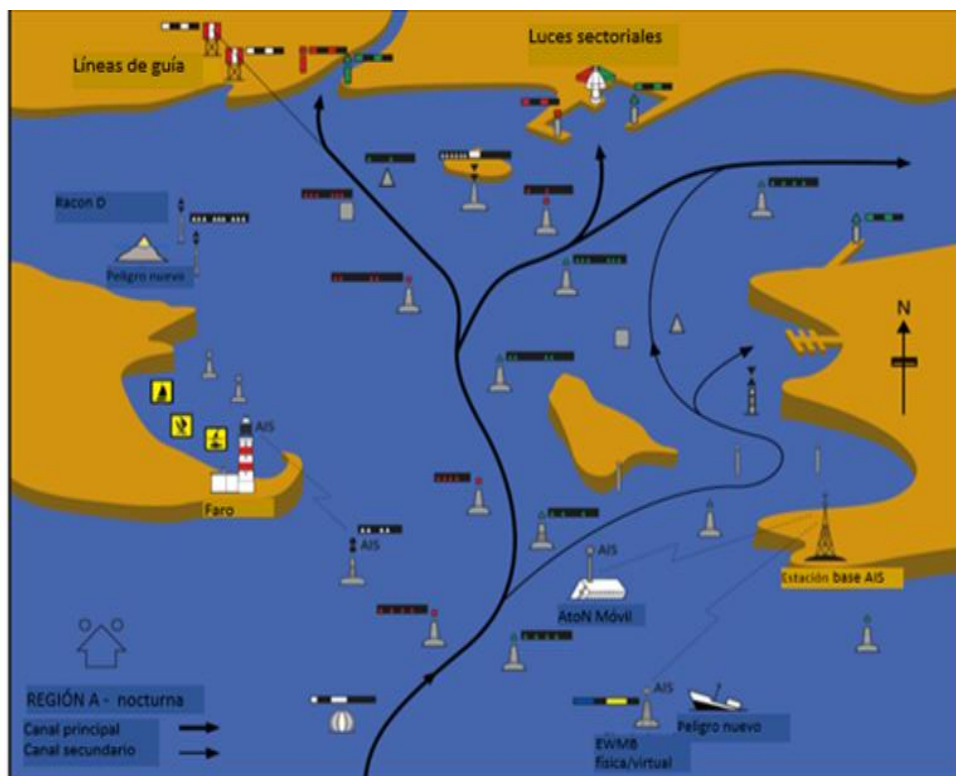 Líneas de guía
Luces sectoriales
Racon D
Peligro nuevo
N
AIS
Faro
AIS
AIS
Estación base AIS
AtoN Móvil
REGIÓN A - nocturna
Canal principal
Canal secundario
AIS
Peligro nuevo
EWMB
física/virtual